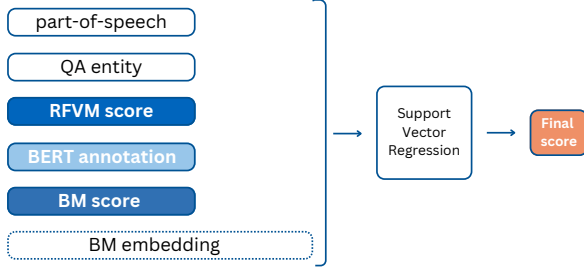 part-of-speech
QA entity
RFVM score
BERT annotation
BM score
BM embedding
Support
Vector
Regression
Final
score